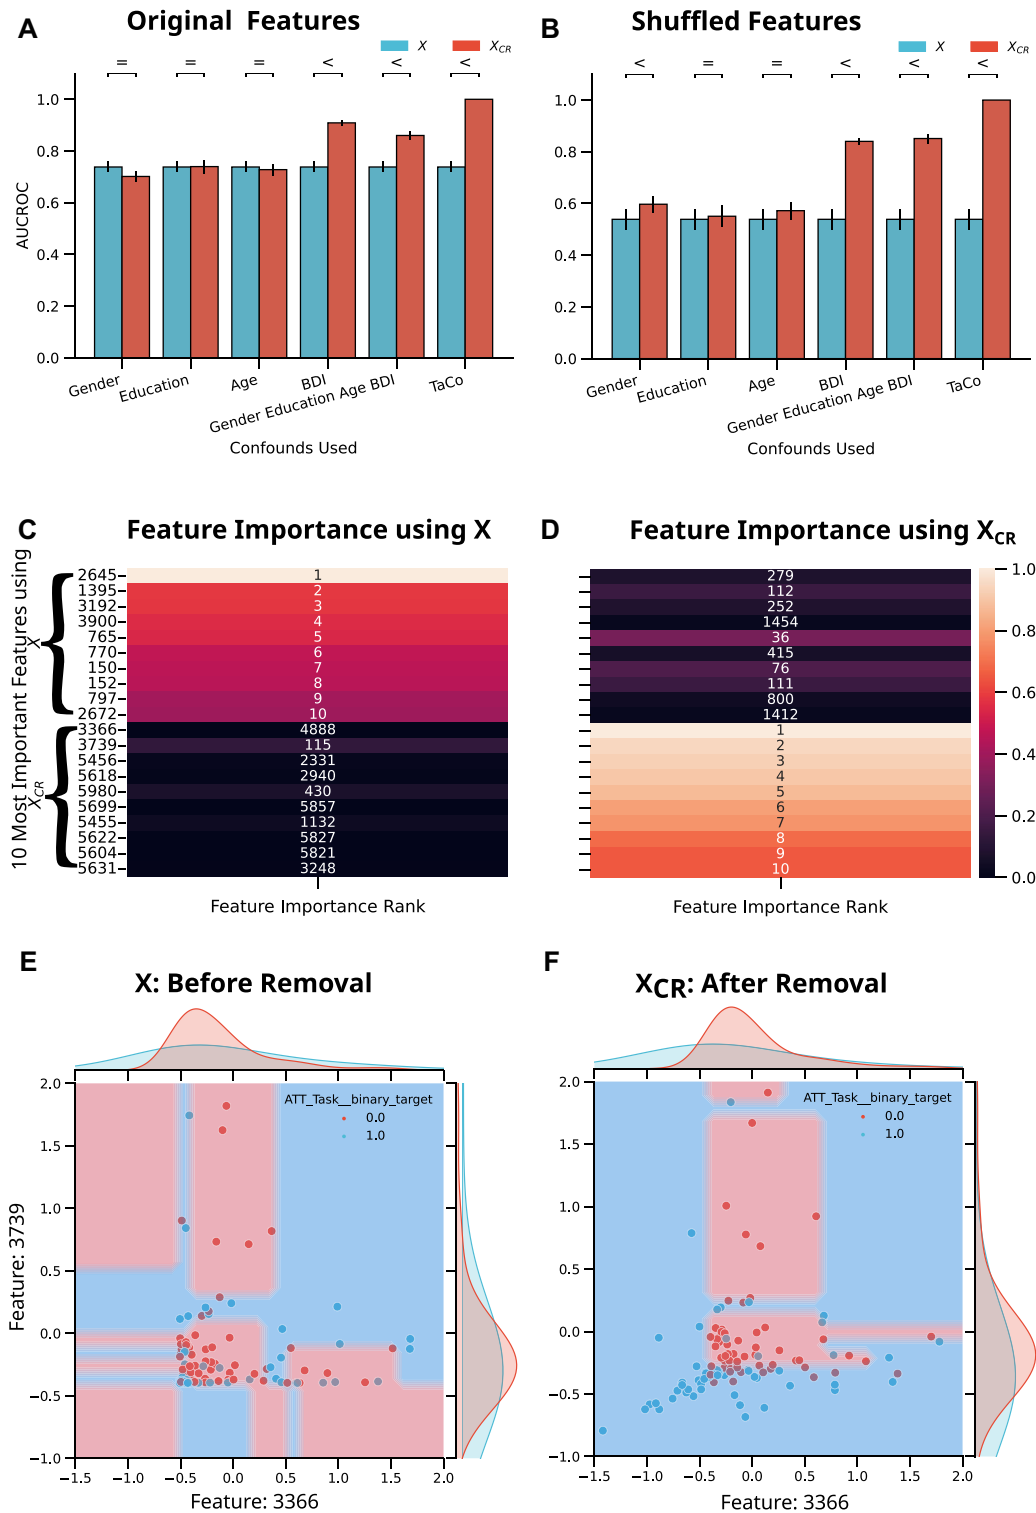 A Original Features
X X_CR
= = = < < <
AUCROC
1.0
0.8
0.6
0.4
0.2
0.0
Gender
Education
Age
BDI
Gender Education Age BDI
TaCo
Confounds Used
B Shuffled Features
X X_CR
< = = < < <
1.0
0.8
0.6
0.4
0.2
0.0
Gender
Education
Age
BDI
Gender Education Age BDI
TaCo
Confounds Used
C Feature Importance using X
10 Most Important Features using
X
X_CR
2645 1
1395 2
3192 3
3900 4
765 5
770 6
150 7
152 8
797 9
2672 10
3366 4888
3739 115
5456 2331
5618 2940
5980 430
5699 5857
5455 1132
5622 5827
5604 5821
5631 3248
Feature Importance Rank
D Feature Importance using X_CR
279
112
252
1454
36
415
76
111
800
1412
1
2
3
4
5
6
7
8
9
10
Feature Importance Rank
1.0
0.8
0.6
0.4
0.2
0.0
E X: Before Removal
ATT_Task__binary_target
0.0
1.0
Feature: 3739
2.0
1.5
1.0
0.5
0.0
−0.5
−1.0
−1.5 −1.0 −0.5 0.0 0.5 1.0 1.5 2.0
Feature: 3366
F X_CR: After Removal
ATT_Task__binary_target
0.0
1.0
2.0
1.5
1.0
0.5
0.0
−0.5
−1.0
−1.5 −1.0 −0.5 0.0 0.5 1.0 1.5 2.0
Feature: 3366